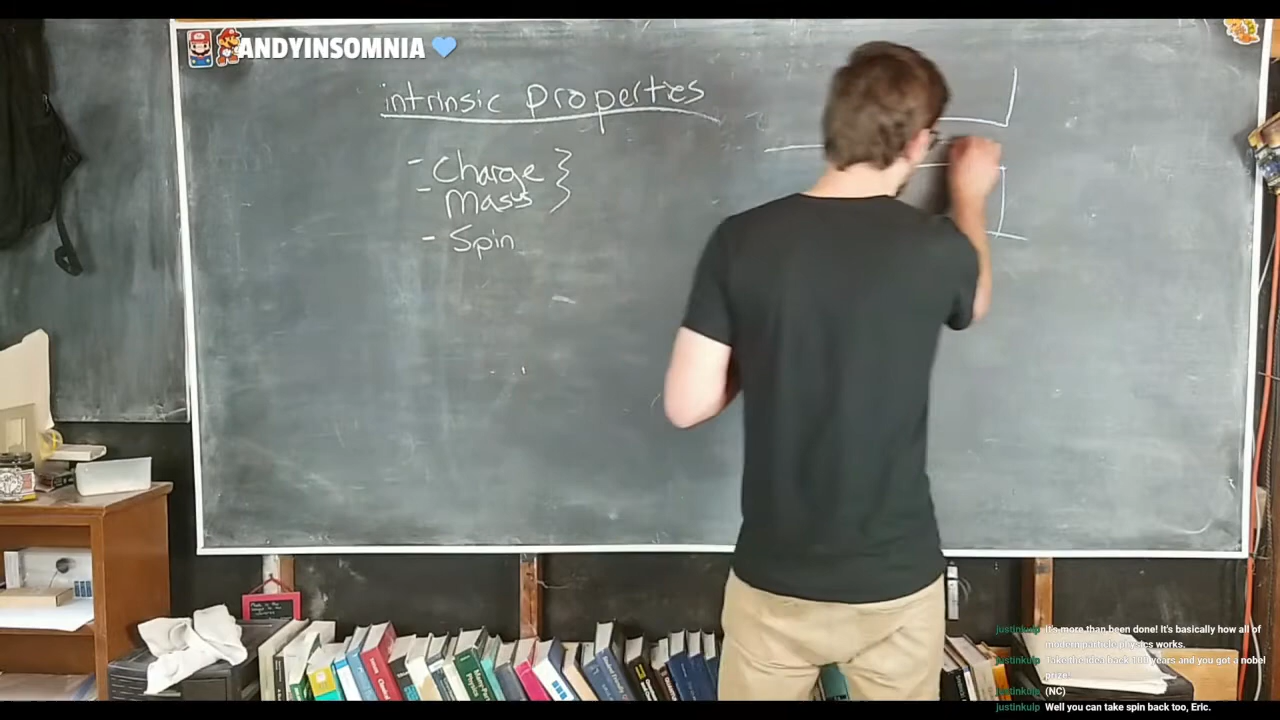 ANDYINSOMNIA
intrinsic properties
- Charge }
- Mass
- Spin
justinkulp It's more than been done! It's basically how all of
modern particle physics works.
justinkulp Take the idea back 100 years and you got a nobel
prize.
justinkulp (NC)
justinkulp Well you can take spin back too, Eric.